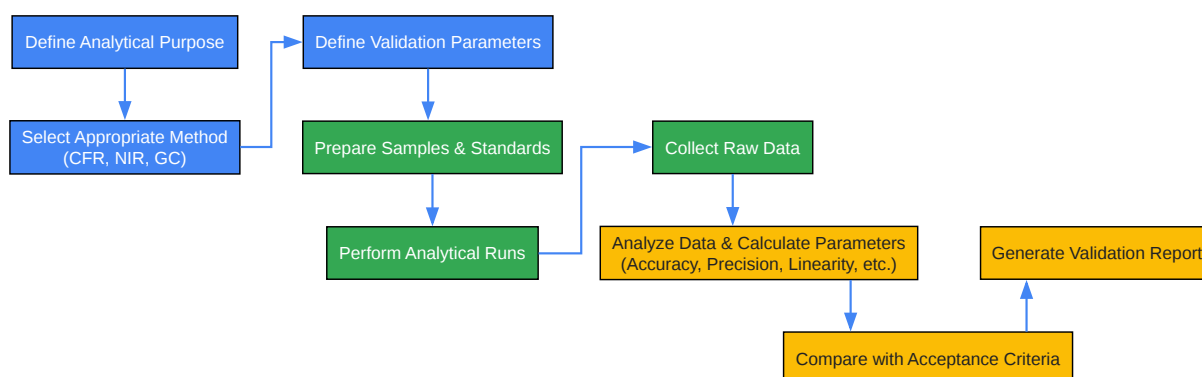 Define Analytical Purpose
Select Appropriate Method
(CFR, NIR, GC)
Define Validation Parameters
Prepare Samples & Standards
Perform Analytical Runs
Collect Raw Data
Analyze Data & Calculate Parameters
(Accuracy, Precision, Linearity, etc.)
Compare with Acceptance Criteria
Generate Validation Report